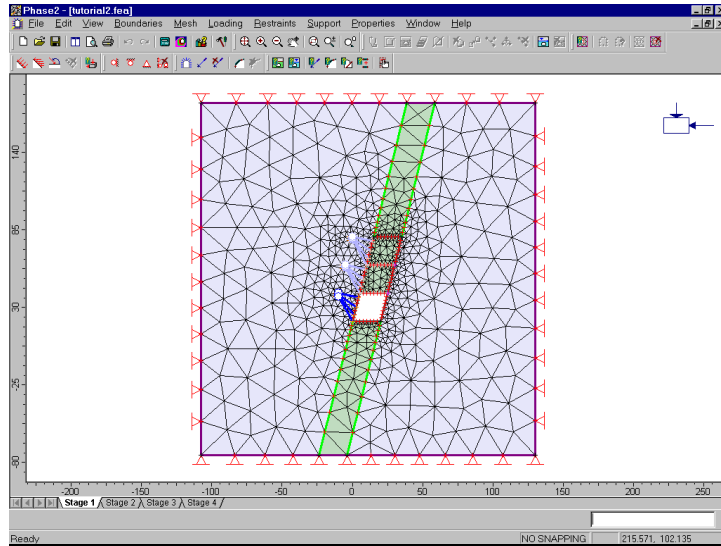 Phase2 - [tutorial2.fea]
File Edit View Boundaries Mesh Loading Restraints Support Properties Window Help
140
85
30
-25
-80
-200 -150 -100 -50 0 50 100 150 200 250
Stage 1 Stage 2 Stage 3 Stage 4
Ready NO SNAPPING 215.571, 102.135